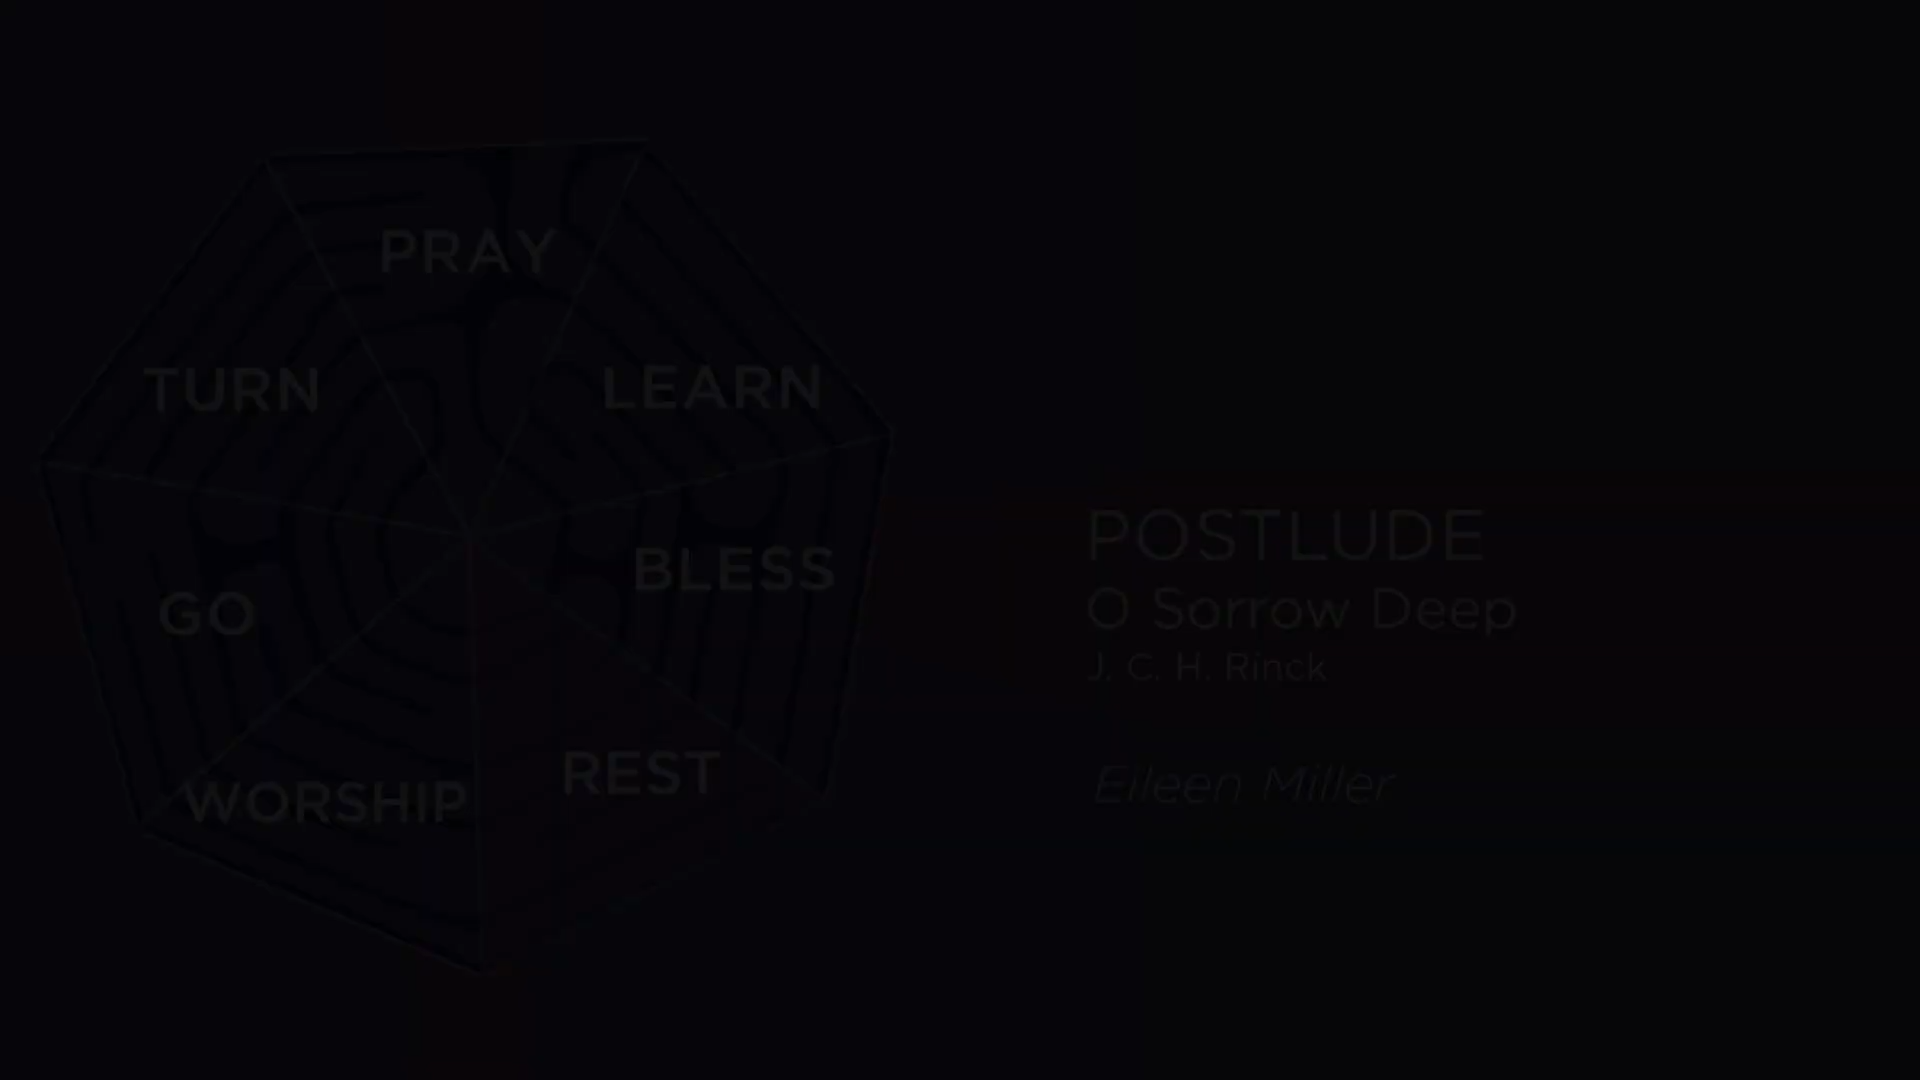 PRAY
TURN
LEARN
BLESS
GO
REST
WORSHIP
POSTLUDE
O Sorrow Deep
J. C. H. Rinck
Eileen Miller